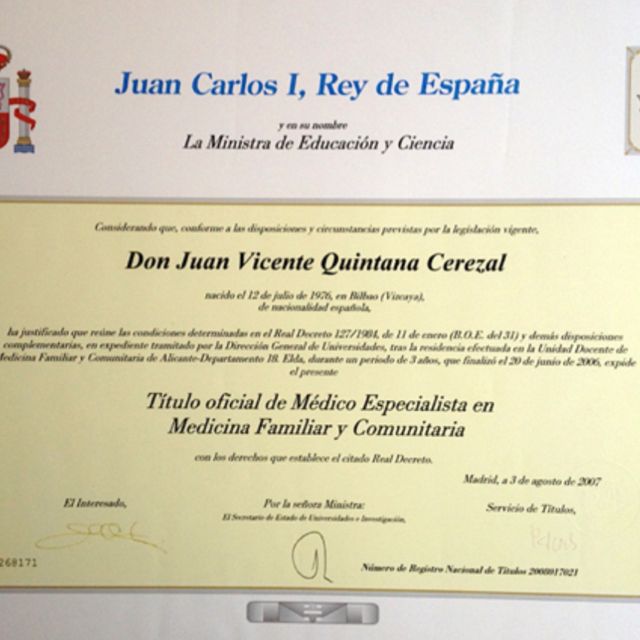 Juan Carlos I, Rey de España
y en su nombre
La Ministra de Educación y Ciencia
Considerando que, conforme a las disposiciones y circunstancias previstas por la legislación vigente,
Don Juan Vicente Quintana Cerezal
nacido el 12 de julio de 1976, en Bilbao (Vizcaya),
de nacionalidad española,
ha justificado que reúne las condiciones determinadas en el Real Decreto 127/1984, de 11 de enero (B.O.E. del 31) y demás disposiciones
complementarias, en expediente tramitado por la Dirección General de Universidades, tras la residencia efectuada en la Unidad Docente de
Medicina Familiar y Comunitaria de Alicante-Departamento 18. Elda, durante un periodo de 3 años, que finalizó el 20 de junio de 2006, expide
el presente
Título oficial de Médico Especialista en
Medicina Familiar y Comunitaria
con los derechos que establece el citado Real Decreto.
Madrid, a 3 de agosto de 2007
El Interesado,
Por la señora Ministra:
El Secretario de Estado de Universidades e Investigación,
Servicio de Títulos,
268171
Número de Registro Nacional de Títulos 2008017021